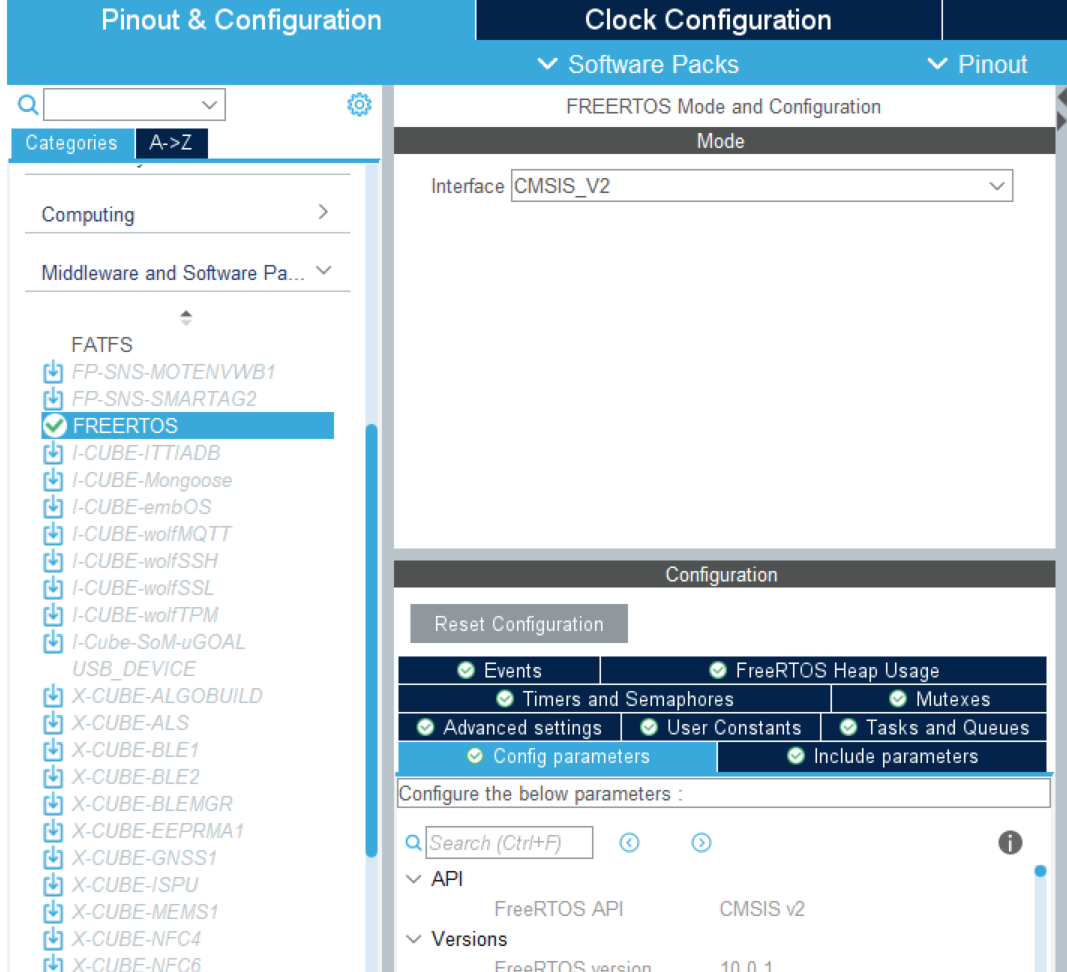 Pinout & Configuration
Clock Configuration
Software Packs
Pinout
Categories
A->Z
Computing
Middleware and Software Pa...
FATFS
FP-SNS-MOTENVWB1
FP-SNS-SMARTAG2
FREERTOS
I-CUBE-ITTIADB
I-CUBE-Mongoose
I-CUBE-embOS
I-CUBE-wolfMQTT
I-CUBE-wolfSSH
I-CUBE-wolfSSL
I-CUBE-wolfTPM
I-Cube-SoM-uGOAL
USB_DEVICE
X-CUBE-ALGOBUILD
X-CUBE-ALS
X-CUBE-BLE1
X-CUBE-BLE2
X-CUBE-BLEMGR
X-CUBE-EEPRMA1
X-CUBE-GNSS1
X-CUBE-ISPU
X-CUBE-MEMS1
X-CUBE-NFC4
X-CUBE-NFC6
FREERTOS Mode and Configuration
Mode
Interface CMSIS_V2
Configuration
Reset Configuration
Events
FreeRTOS Heap Usage
Timers and Semaphores
Mutexes
Advanced settings
User Constants
Tasks and Queues
Config parameters
Include parameters
Configure the below parameters :
Search (Ctrl+F)
API
FreeRTOS API CMSIS v2
Versions
FreeRTOS version 10.0.1